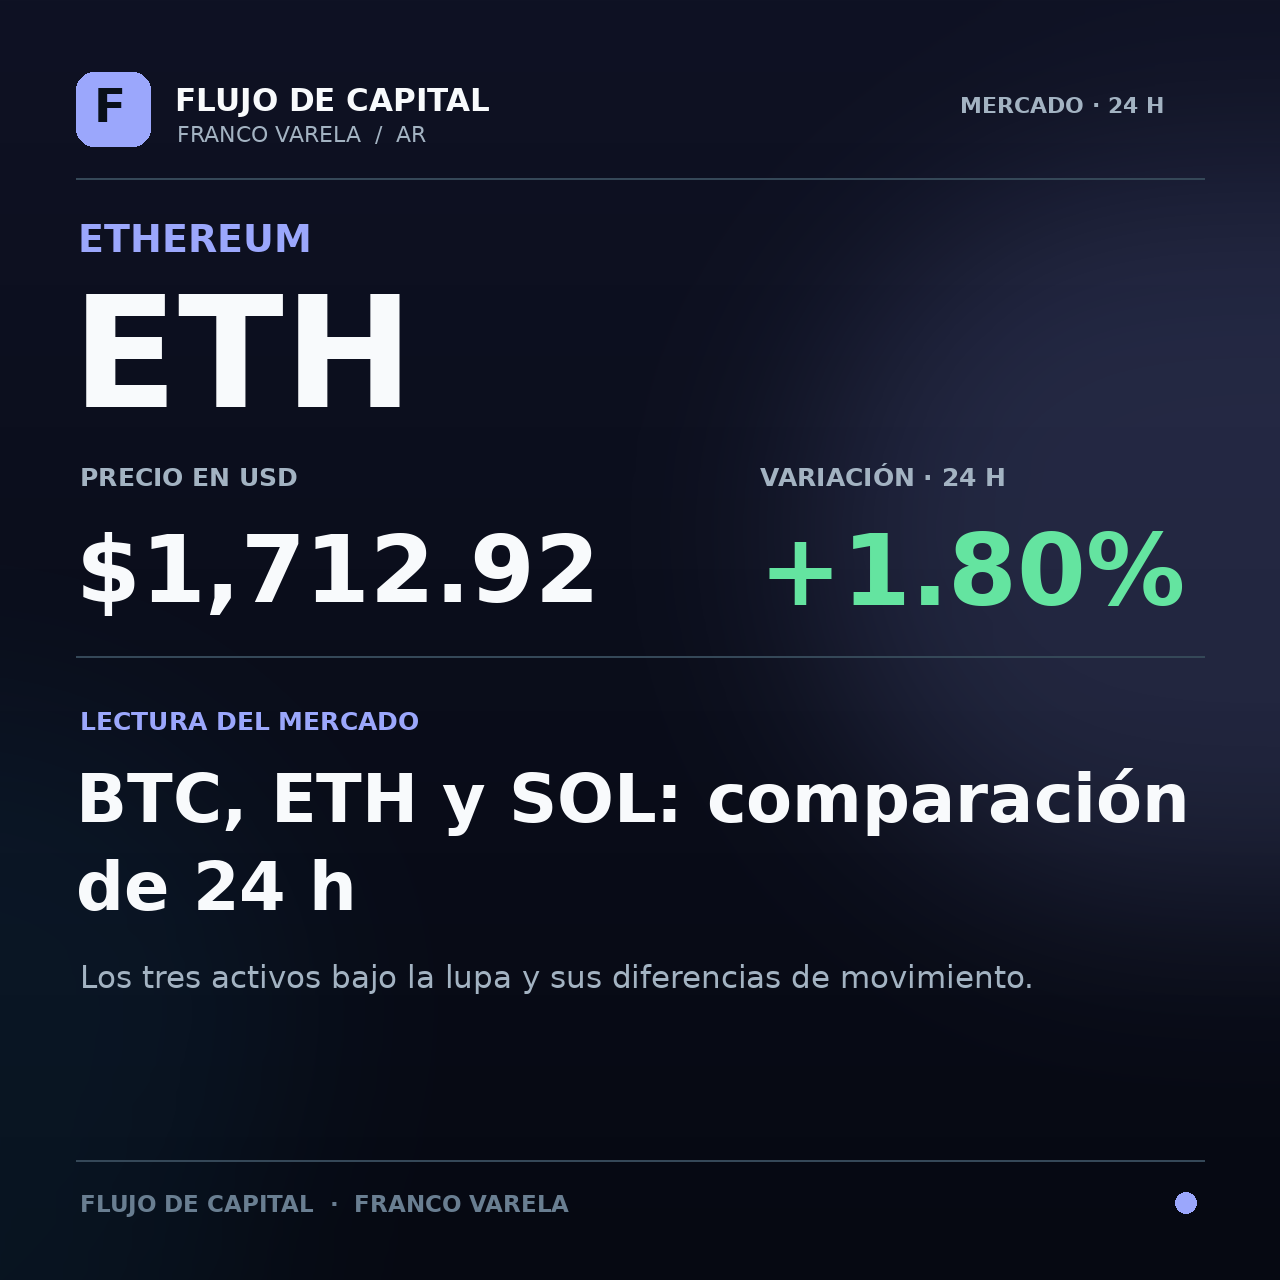 F
FLUJO DE CAPITAL
FRANCO VARELA / AR
MERCADO · 24 H
ETHEREUM
ETH
PRECIO EN USD
$1,712.92
VARIACIÓN · 24 H
+1.80%
LECTURA DEL MERCADO
BTC, ETH y SOL: comparación
de 24 h
Los tres activos bajo la lupa y sus diferencias de movimiento.
FLUJO DE CAPITAL · FRANCO VARELA